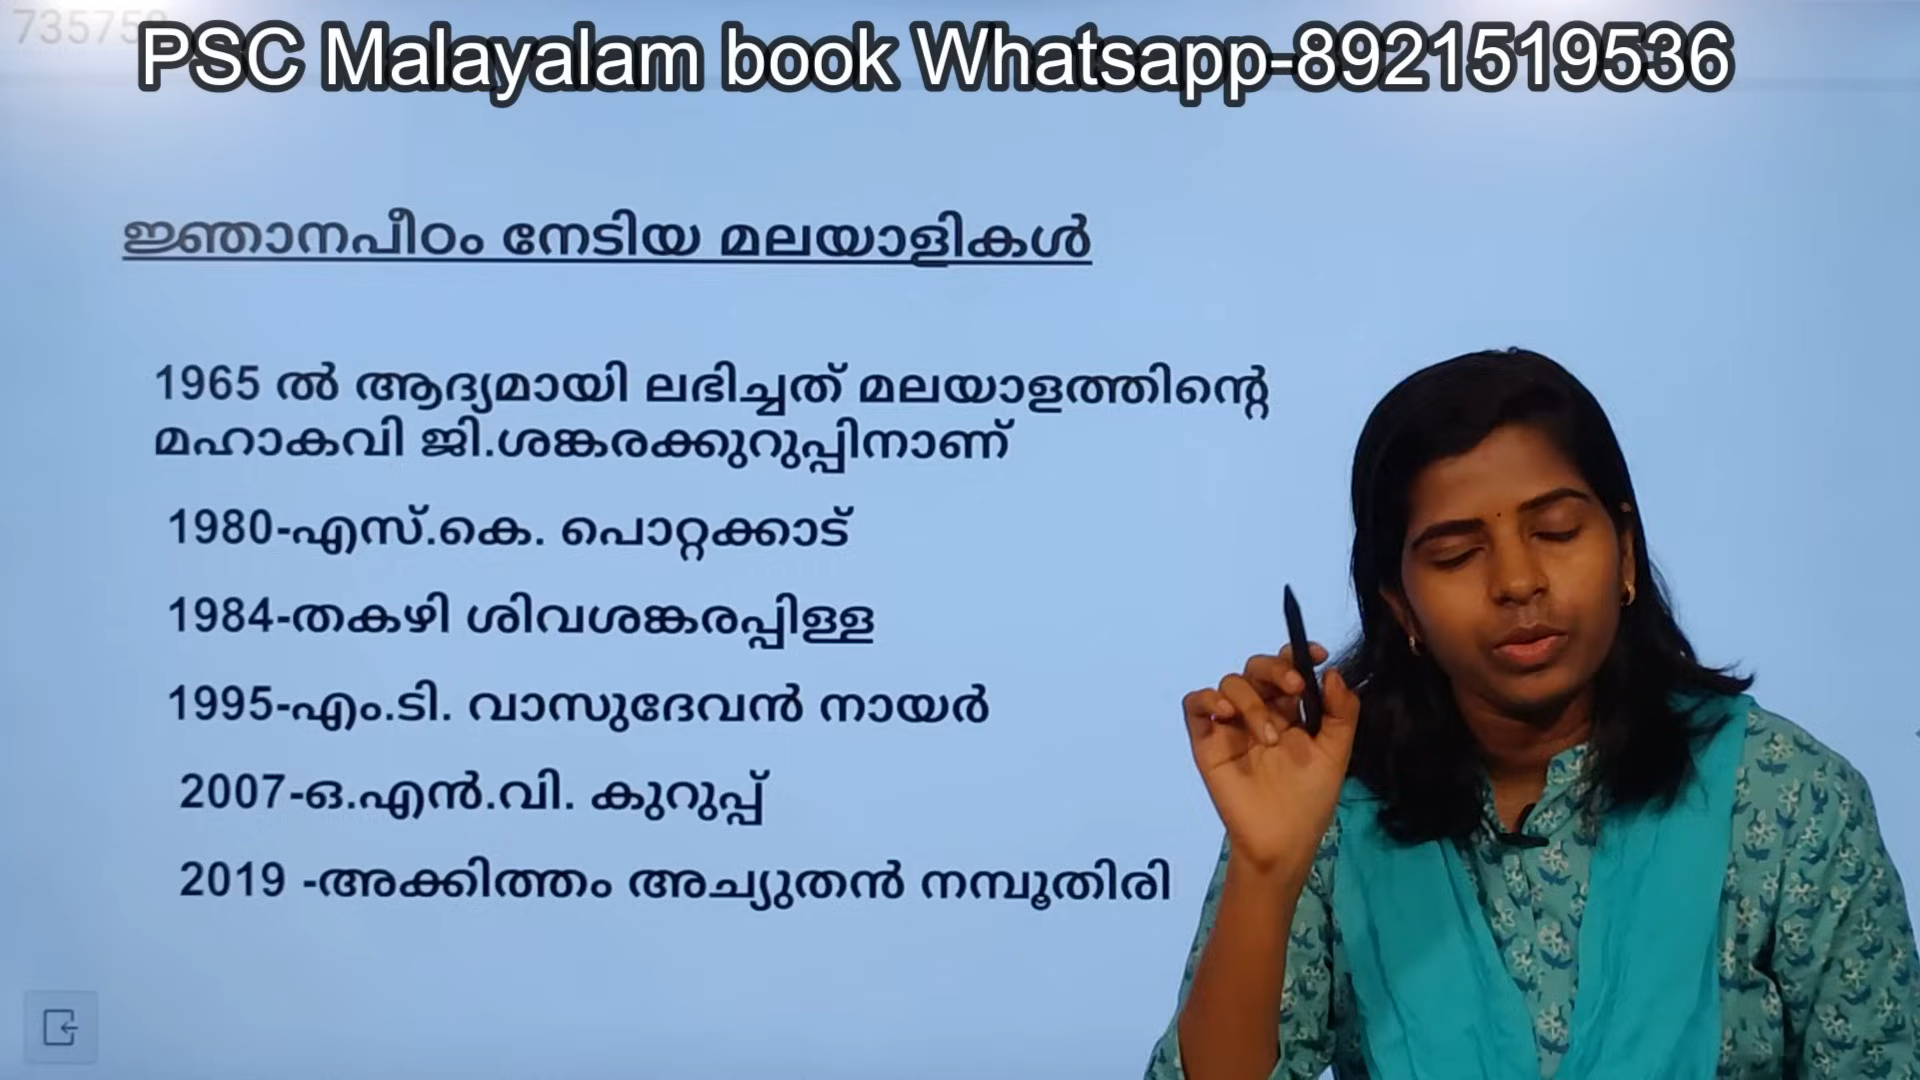 PSC Malayalam book Whatsapp-8921519536
ജ്ഞാനപീഠം നേടിയ മലയാളികൾ
1965 ൽ ആദ്യമായി ലഭിച്ചത് മലയാളത്തിന്റെ
മഹാകവി ജി.ശങ്കരക്കുറുപ്പിനാണ്
1980-എസ്.കെ. പൊറ്റക്കാട്
1984-തകഴി ശിവശങ്കരപ്പിള്ള
1995-എം.ടി. വാസുദേവൻ നായർ
2007-ഒ.എൻ.വി. കുറുപ്പ്
2019 -അക്കിത്തം അച്യുതൻ നമ്പൂതിരി